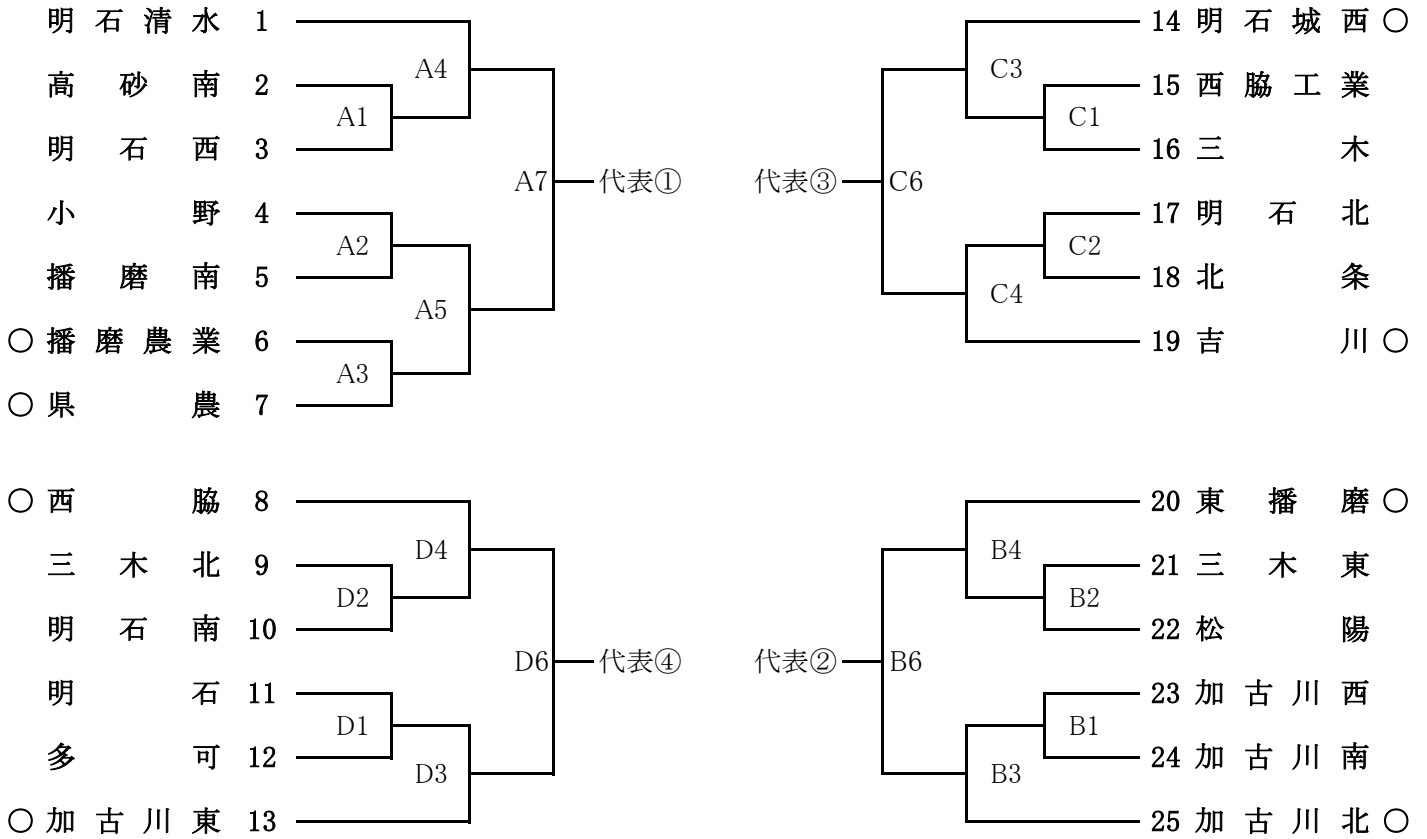 明石清水 1
A4
高砂南 2
A1
明石西 3
A7 代表①
小野 4
A2
播磨南 5
A5
○ 播磨農業 6
A3
○ 県農 7
○ 西脇 8
D4
三木北 9
D2
明石南 10
D6 代表④
明石 11
D1
多可 12
D3
○ 加古川東 13
14 明石城西 ○
C3
15 西脇工業
C1
16 三木
代表③ C6
17 明石北
C2
18 北条
C4
19 吉川 ○
20 東播磨 ○
B4
21 三木東
B2
22 松陽
代表② B6
23 加古川西
B1
24 加古川南
B3
25 加古川北 ○